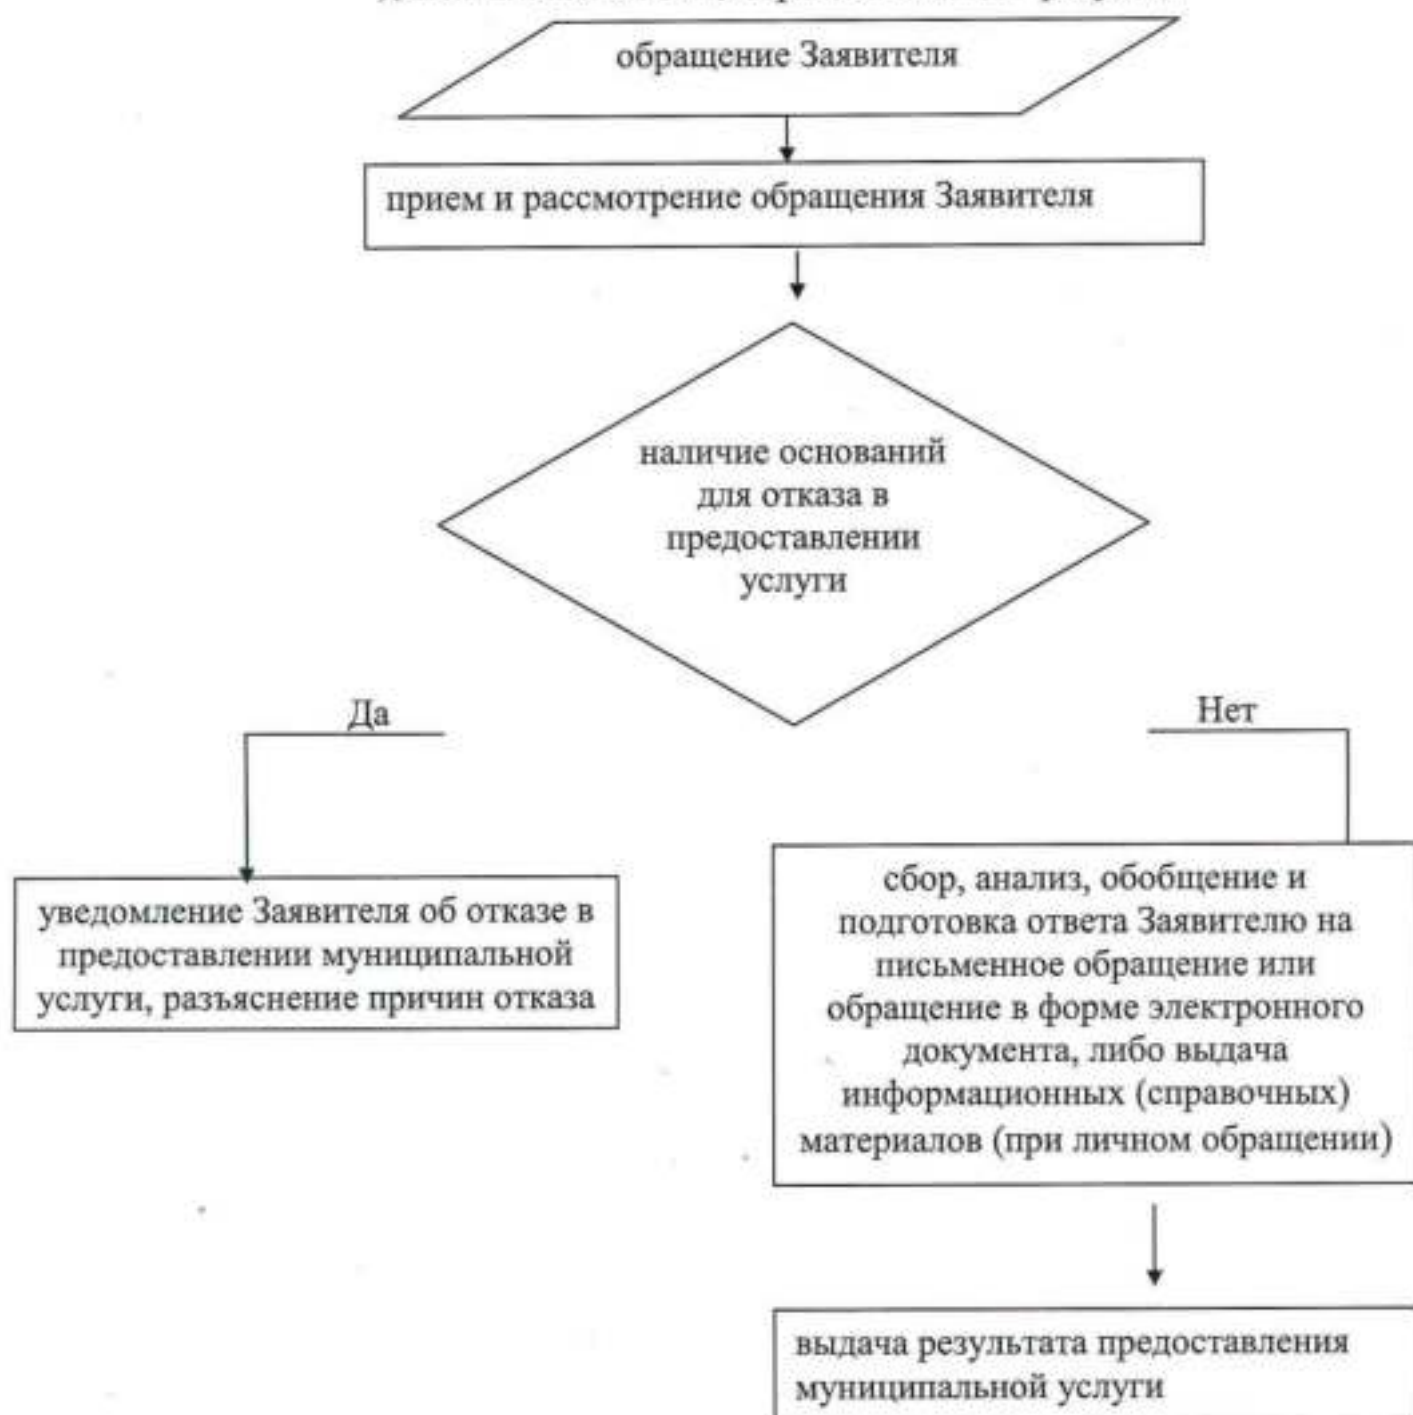 обращение Заявителя
прием и рассмотрение обращения Заявителя
наличие оснований
для отказа в
предоставлении
услуги
Да
Нет
уведомление Заявителя об отказе в
предоставлении муниципальной
услуги, разъяснение причин отказа
сбор, анализ, обобщение и
подготовка ответа Заявителю на
письменное обращение или
обращение в форме электронного
документа, либо выдача
информационных (справочных)
материалов (при личном обращении)
выдача результата предоставления
муниципальной услуги